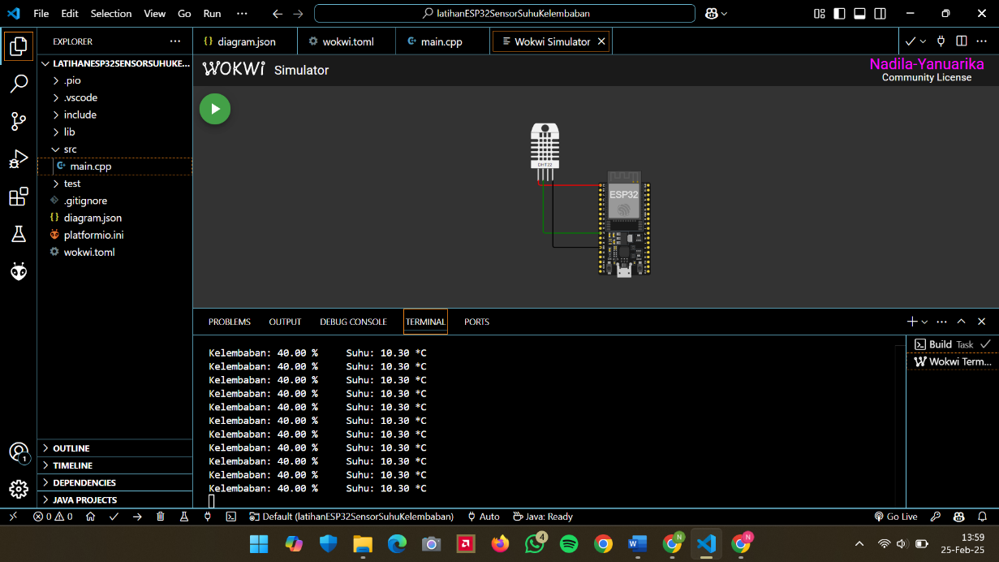 File Edit Selection View Go Run ··· latihanESP32SensorSuhuKelembaban
EXPLORER ···
LATIHANESP32SENSORSUHUKE...
.pio
.vscode
include
lib
src
main.cpp
test
.gitignore
diagram.json
platformio.ini
wokwi.toml
OUTLINE
TIMELINE
DEPENDENCIES
JAVA PROJECTS
1
diagram.json wokwi.toml main.cpp Wokwi Simulator
WOKWi Simulator
Nadila-Yanuarika
Community License
DHT22
ESP32
PROBLEMS OUTPUT DEBUG CONSOLE TERMINAL PORTS
Kelembaban: 40.00 % Suhu: 10.30 *C
Kelembaban: 40.00 % Suhu: 10.30 *C
Kelembaban: 40.00 % Suhu: 10.30 *C
Kelembaban: 40.00 % Suhu: 10.30 *C
Kelembaban: 40.00 % Suhu: 10.30 *C
Kelembaban: 40.00 % Suhu: 10.30 *C
Kelembaban: 40.00 % Suhu: 10.30 *C
Kelembaban: 40.00 % Suhu: 10.30 *C
Kelembaban: 40.00 % Suhu: 10.30 *C
Kelembaban: 40.00 % Suhu: 10.30 *C
Kelembaban: 40.00 % Suhu: 10.30 *C
Build Task
Wokwi Term...
0 0 Default (latihanESP32SensorSuhuKelembaban) Auto Java: Ready Go Live
4 N N
13:59
25-Feb-25